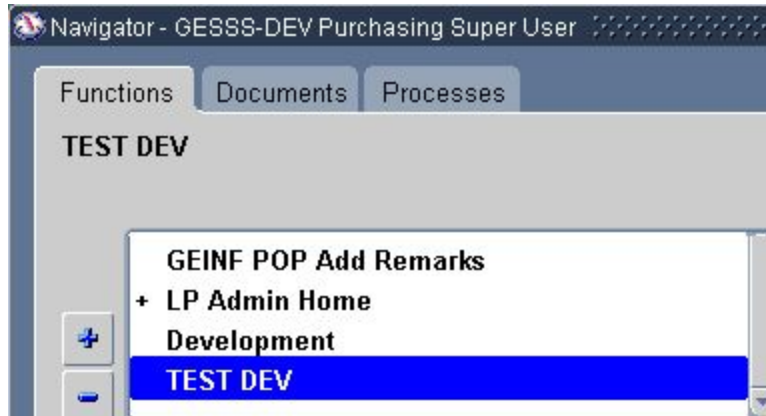 Navigator - GESSS-DEV Purchasing Super User
Functions Documents Processes
TEST DEV
GEINF POP Add Remarks
+ LP Admin Home
Development
TEST DEV